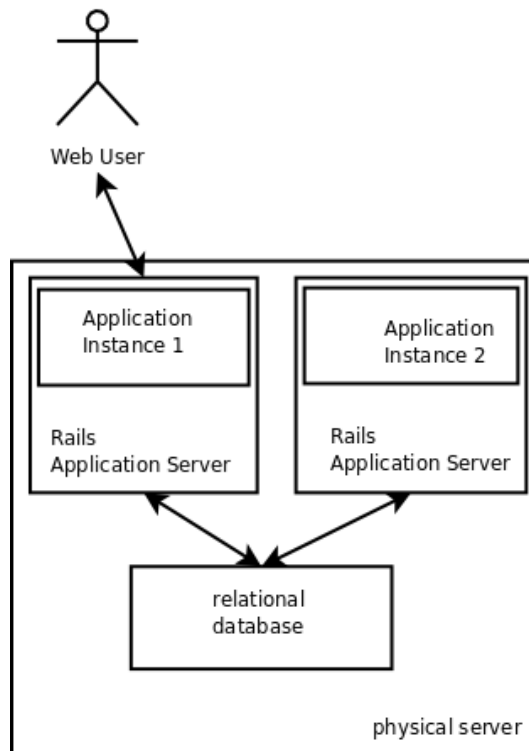 Web User
Application
Instance 1
Application
Instance 2
Rails
Application Server
Rails
Application Server
relational
database
physical server